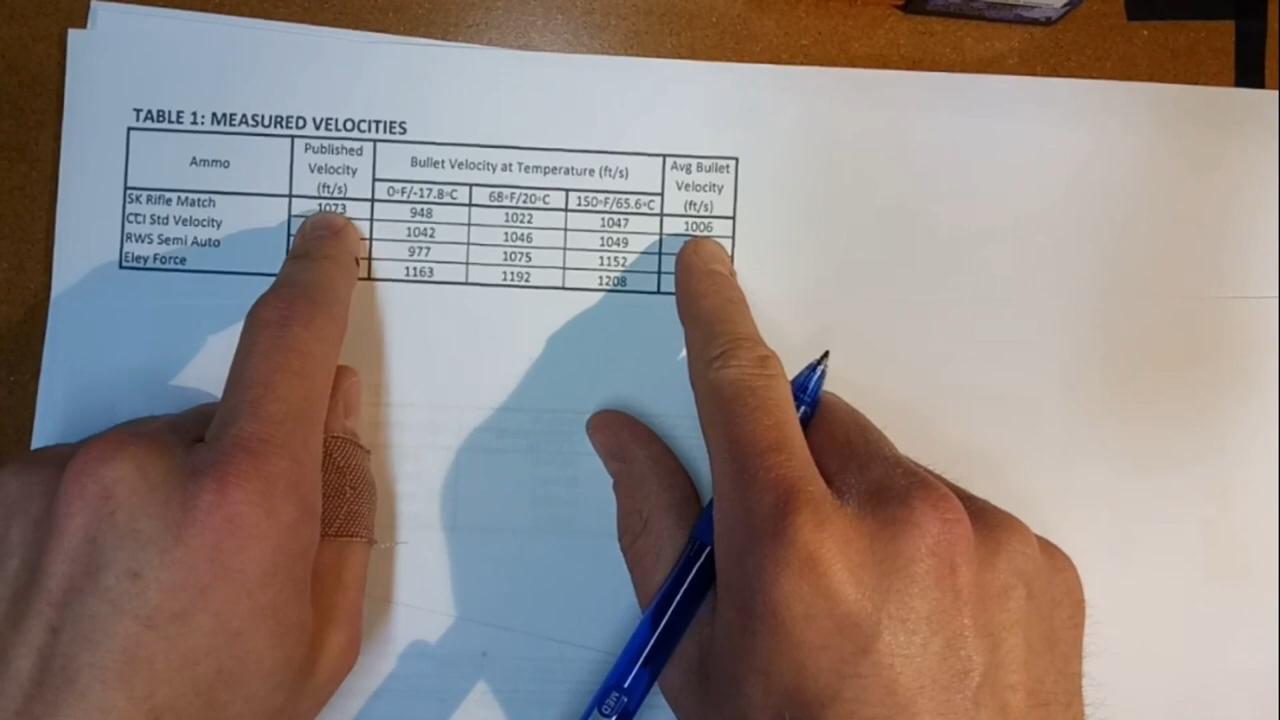 TABLE 1: MEASURED VELOCITIES
Ammo
Published
Velocity
(ft/s)
Bullet Velocity at Temperature (ft/s)
Avg Bullet
Velocity
(ft/s)
0◦F/-17.8◦C 68◦F/20◦C 150◦F/65.6◦C
SK Rifle Match 1073 948 1022 1047 1006
CCI Std Velocity 1042 1046 1049
RWS Semi Auto 977 1075 1152
Eley Force 1163 1192 1208
MED